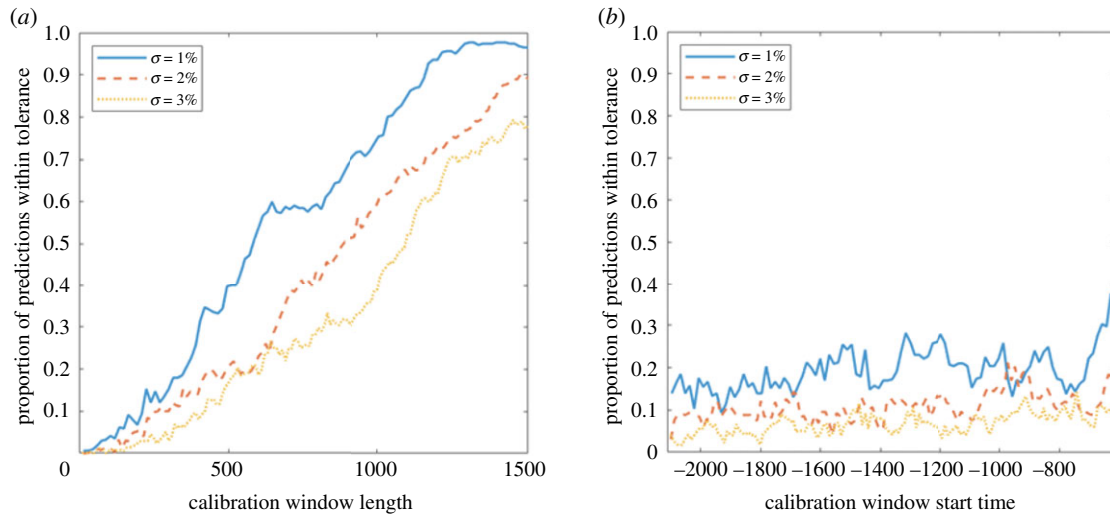 (a)
1.0
0.9
0.8
0.7
0.6
0.5
0.4
0.3
0.2
0.1
0
500
1000
1500
σ = 1%
σ = 2%
σ = 3%
proportion of predictions within tolerance
calibration window length
(b)
1.0
0.9
0.8
0.7
0.6
0.5
0.4
0.3
0.2
0.1
0
−2000
−1800
−1600
−1400
−1200
−1000
−800
σ = 1%
σ = 2%
σ = 3%
proportion of predictions within tolerance
calibration window start time